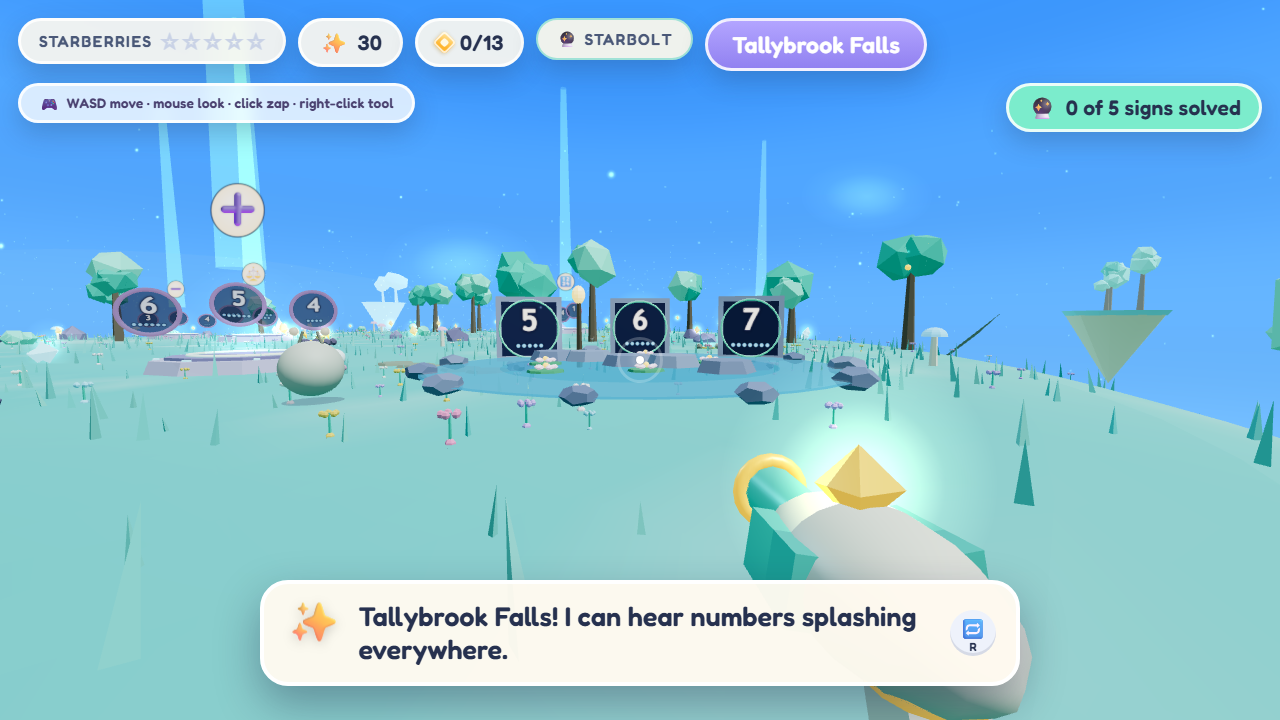 STARBERRIES
30
0/13
STARBOLT
Tallybrook Falls
WASD move · mouse look · click zap · right-click tool
0 of 5 signs solved
6
3
5
4
5
6
7
Tallybrook Falls! I can hear numbers splashing
everywhere.
R